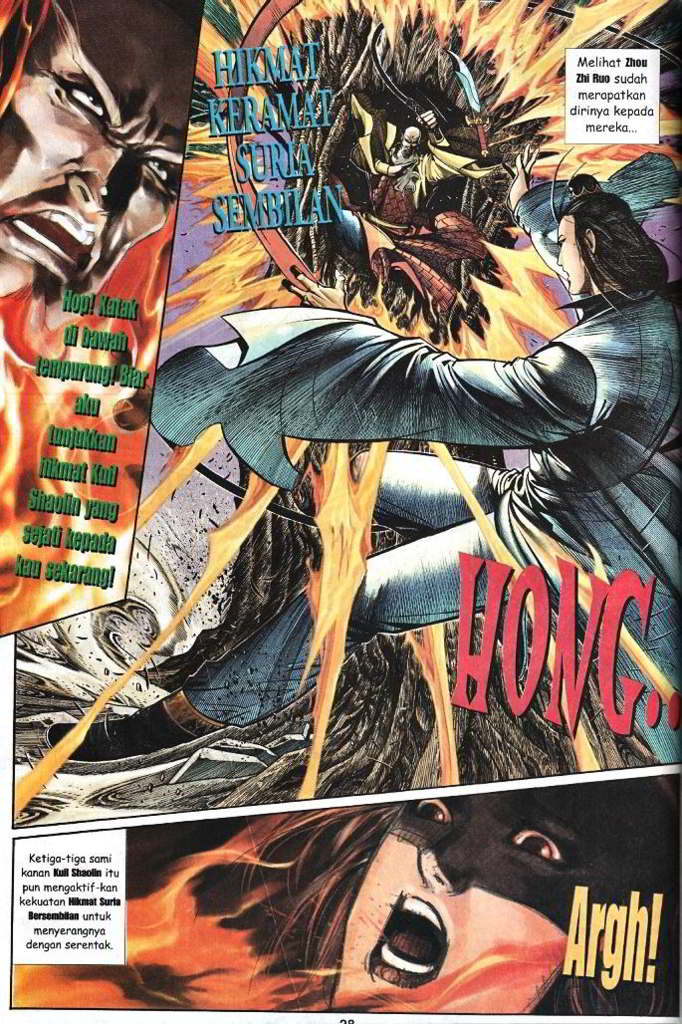 HIKMAT
KERAMAT
SURIA
SEMBILAN
Melihat Zhou
Zhi Ruo sudah
merapatkan
dirinya kepada
mereka...
Hop! Katak
di bawah
tempurung! Biar
aku
tunjukkan
hikmat Kuil
Shaolin yang
sejati kepada
kau sekarang!
HONG..
Ketiga-tiga sami
kanan Kuil Shaolin itu
pun mengaktif-kan
kekuatan Hikmat Suria
Bersembilan untuk
menyerangnya
dengan serentak.
Argh!
28